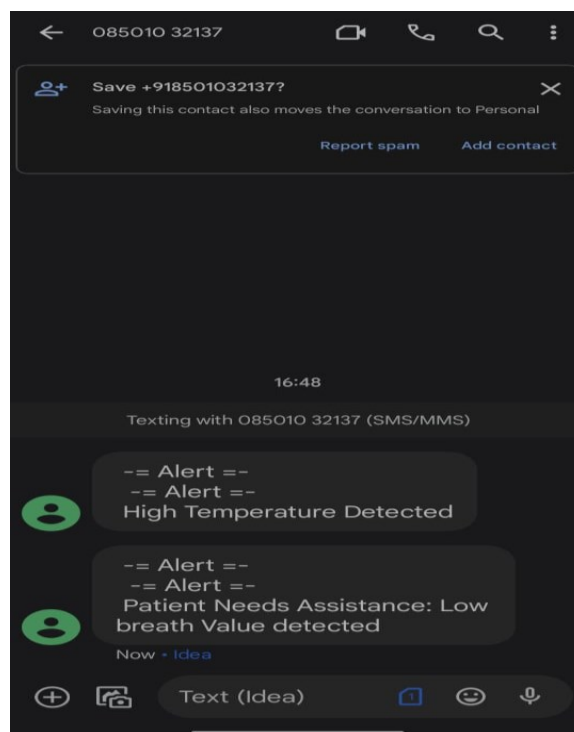 085010 32137
Save +918501032137?
Saving this contact also moves the conversation to Personal
Report spam Add contact
16:48
Texting with 085010 32137 (SMS/MMS)
-= Alert =-
-= Alert =-
High Temperature Detected
-= Alert =-
-= Alert =-
Patient Needs Assistance: Low
breath Value detected
Now • Idea
Text (Idea) 1